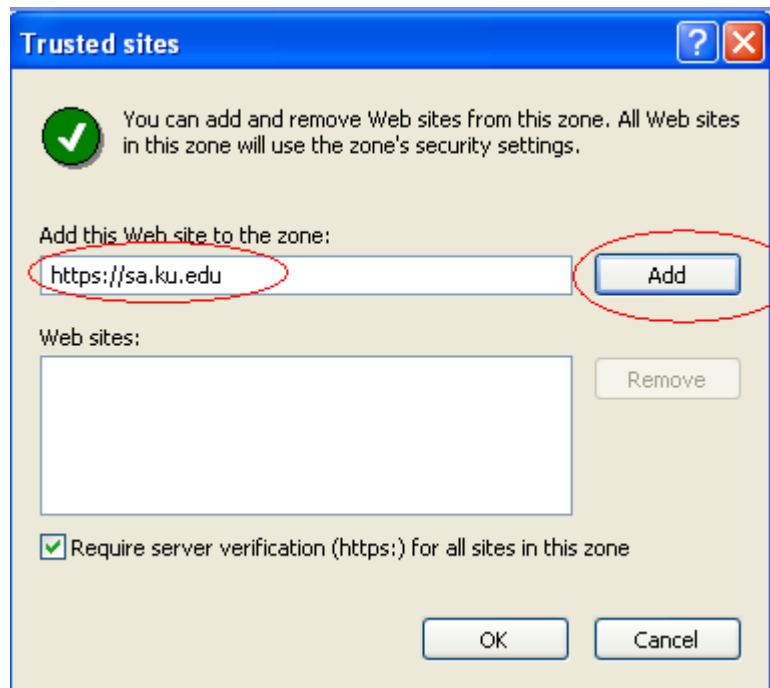 Trusted sites
You can add and remove Web sites from this zone. All Web sites
in this zone will use the zone's security settings.
Add this Web site to the zone:
https://sa.ku.edu
Add
Web sites:
Remove
Require server verification (https:) for all sites in this zone
OK
Cancel